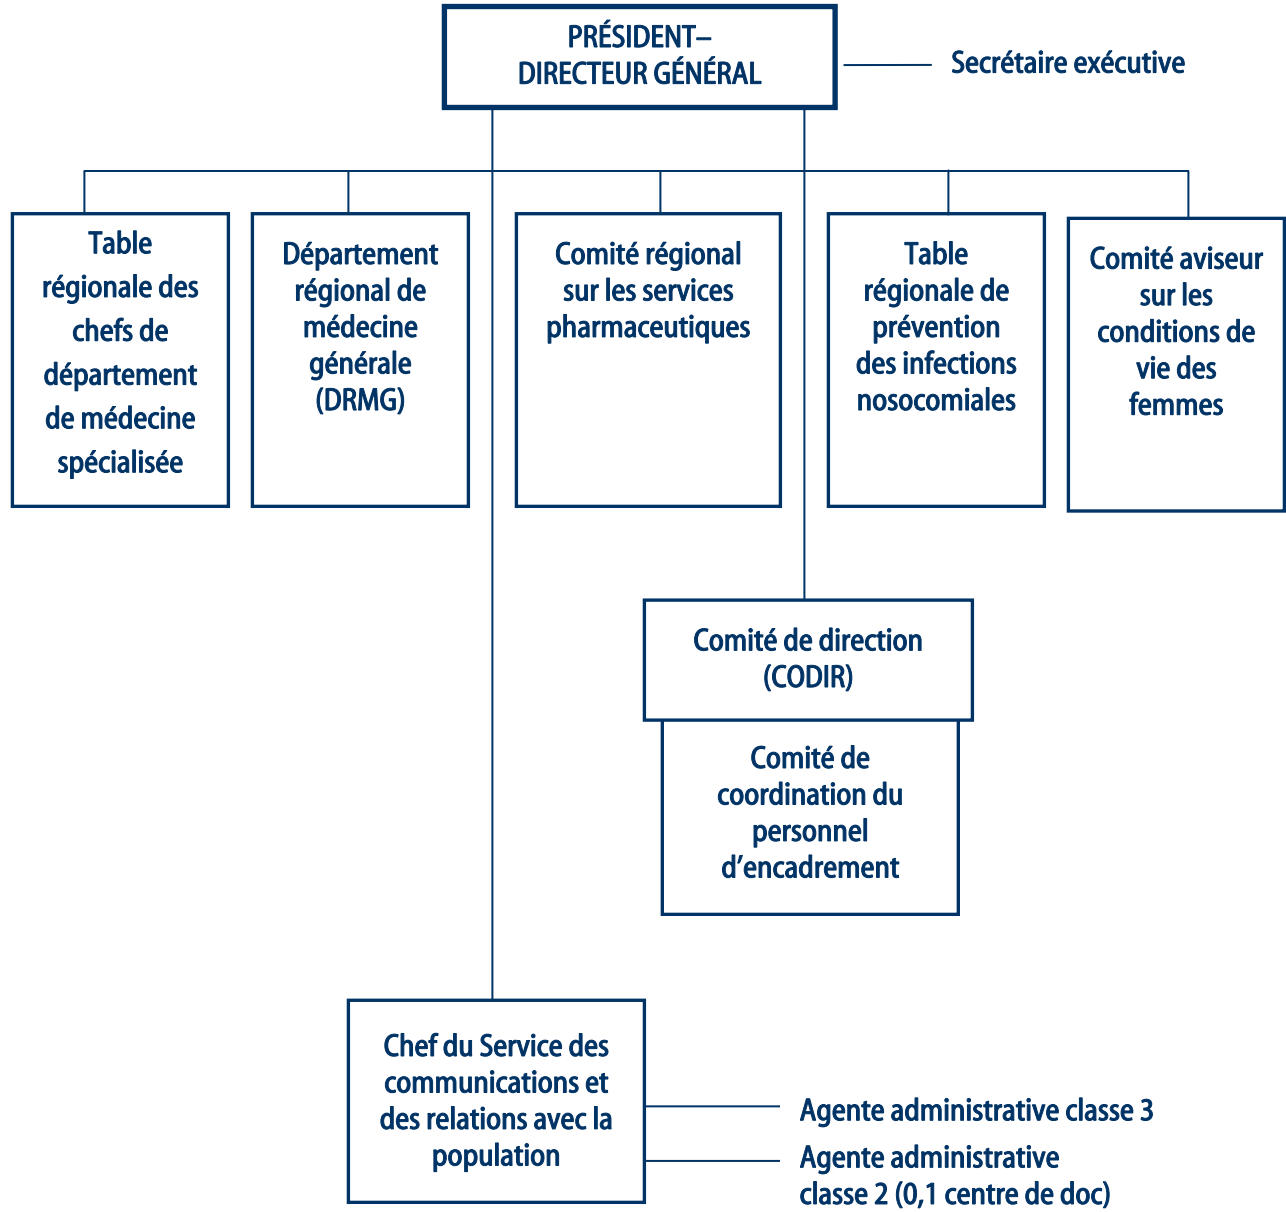 PRÉSIDENT–
DIRECTEUR GÉNÉRAL
Secrétaire exécutive
Table
régionale des
chefs de
département
de médecine
spécialisée
Département
régional de
médecine
générale
(DRMG)
Comité régional
sur les services
pharmaceutiques
Table
régionale de
prévention
des infections
nosocomiales
Comité aviseur
sur les
conditions de
vie des
femmes
Comité de direction
(CODIR)
Comité de
coordination du
personnel
d’encadrement
Chef du Service des
communications et
des relations avec la
population
Agente administrative classe 3
Agente administrative
classe 2 (0,1 centre de doc)